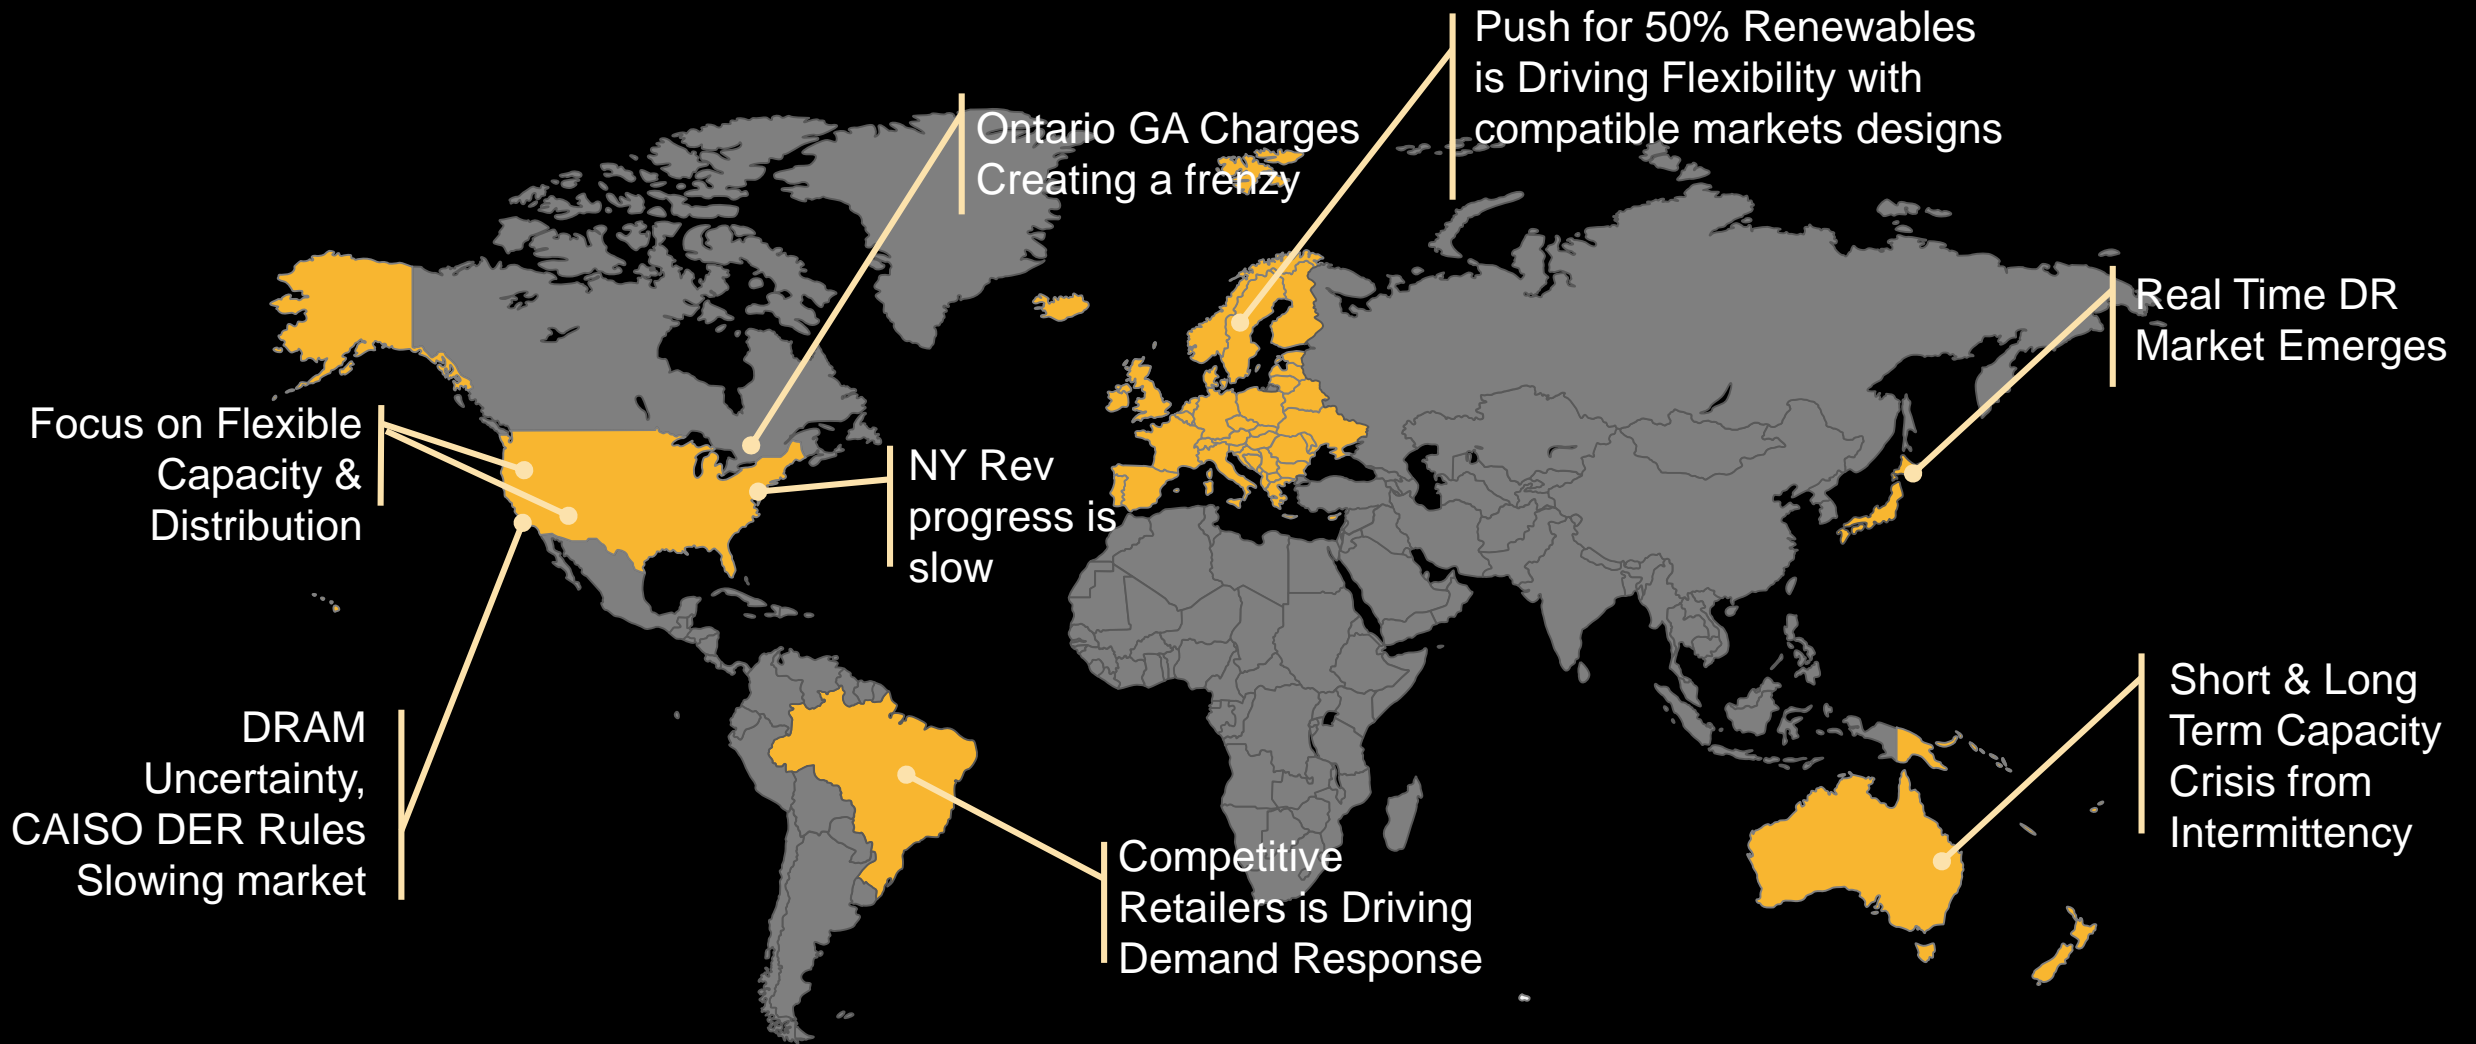 Push for 50% Renewables
is Driving Flexibility with
compatible markets designs
Ontario GA Charges
Creating a frenzy
Real Time DR
Market Emerges
Focus on Flexible
Capacity &
Distribution
NY Rev
progress is
slow
Short & Long
Term Capacity
Crisis from
Intermittency
DRAM
Uncertainty,
CAISO DER Rules
Slowing market
Competitive
Retailers is Driving
Demand Response